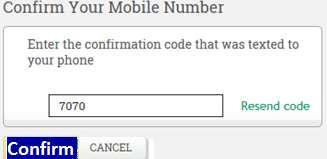 Confirm Your Mobile Number
Enter the confirmation code that was texted to
your phone
7070 Resend code
Confirm CANCEL